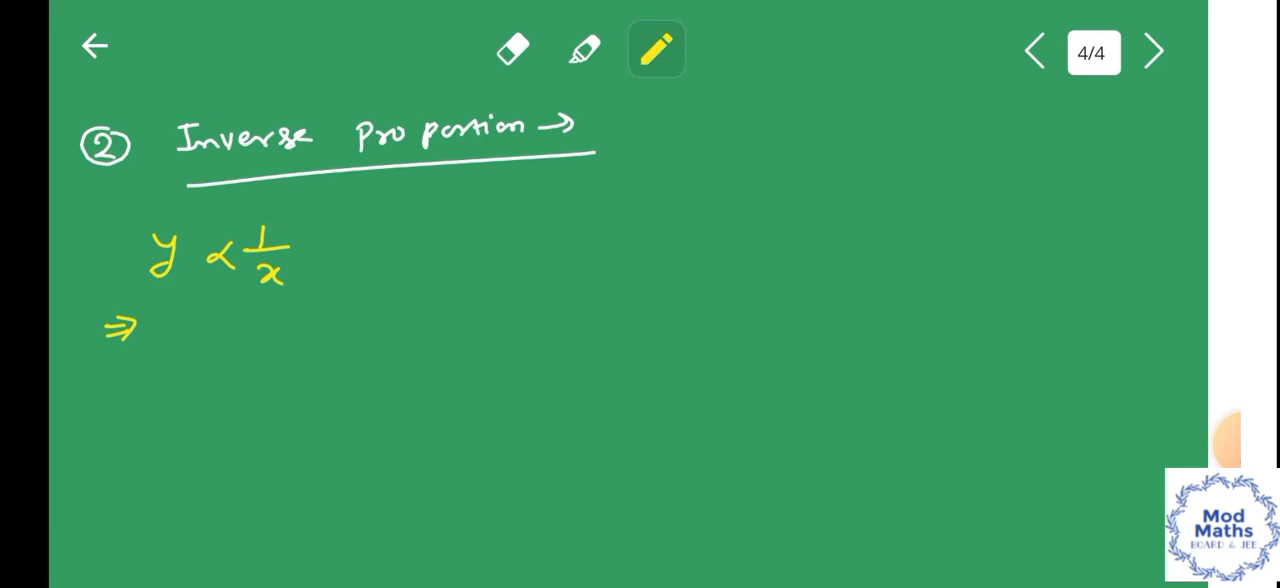 4/4
② Inverse Proportion →
y ∝ 1/x
⇒
Mod
Maths
BOARD & JEE